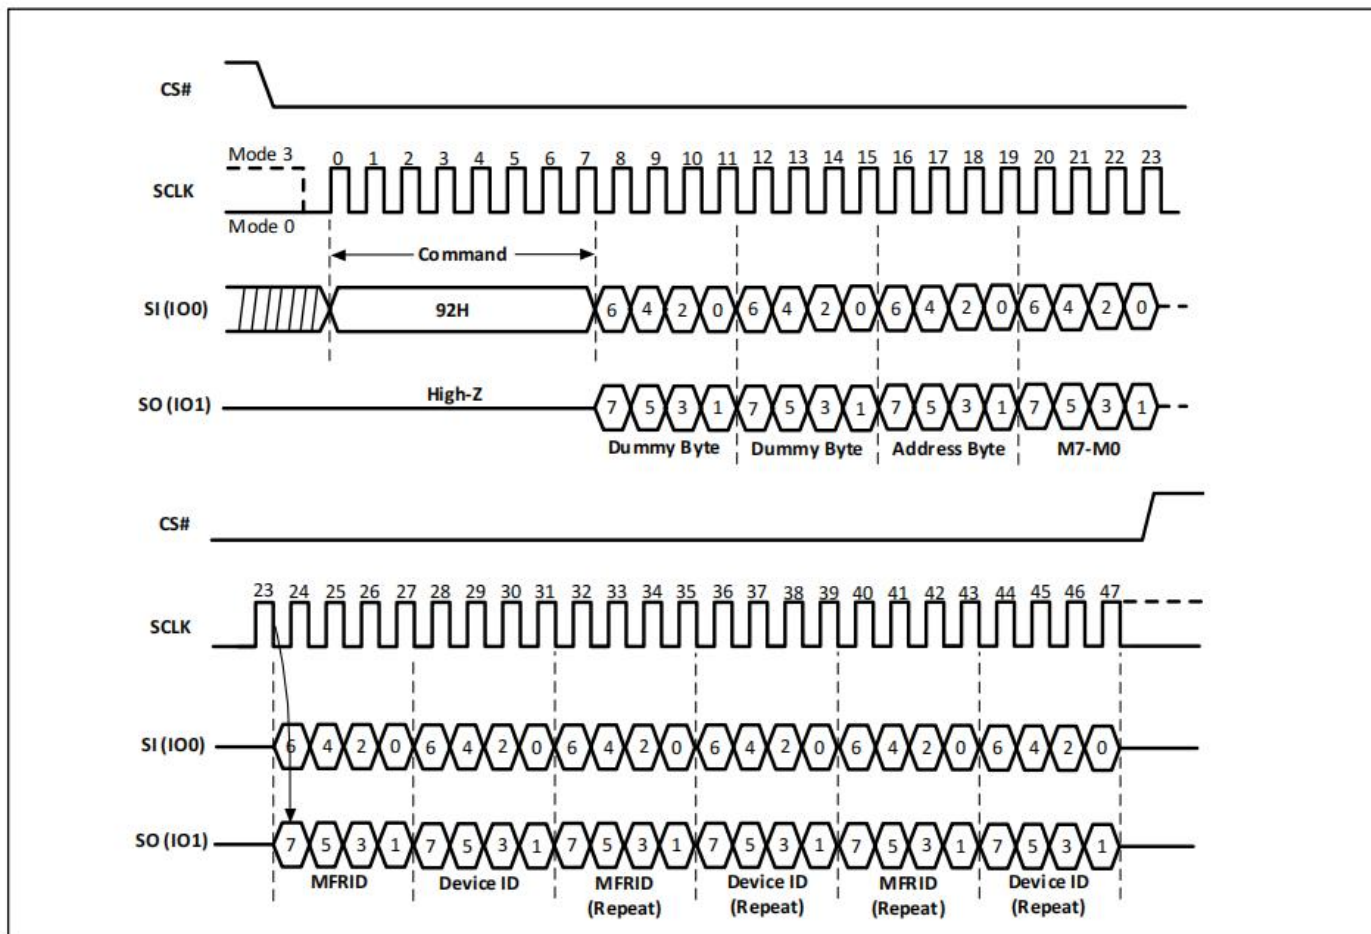 CS#
Mode 3
0 1 2 3 4 5 6 7 8 9 10 11 12 13 14 15 16 17 18 19 20 21 22 23
SCLK
Mode 0
Command
SI (IO0) 92H 6 4 2 0 6 4 2 0 6 4 2 0 6 4 2 0
High-Z
SO (IO1) 7 5 3 1 7 5 3 1 7 5 3 1 7 5 3 1
Dummy Byte Dummy Byte Address Byte M7-M0
CS#
23 24 25 26 27 28 29 30 31 32 33 34 35 36 37 38 39 40 41 42 43 44 45 46 47
SCLK
SI (IO0) 6 4 2 0 6 4 2 0 6 4 2 0 6 4 2 0 6 4 2 0 6 4 2 0
SO (IO1) 7 5 3 1 7 5 3 1 7 5 3 1 7 5 3 1 7 5 3 1 7 5 3 1
MFRID Device ID MFRID Device ID MFRID Device ID
(Repeat) (Repeat) (Repeat) (Repeat)